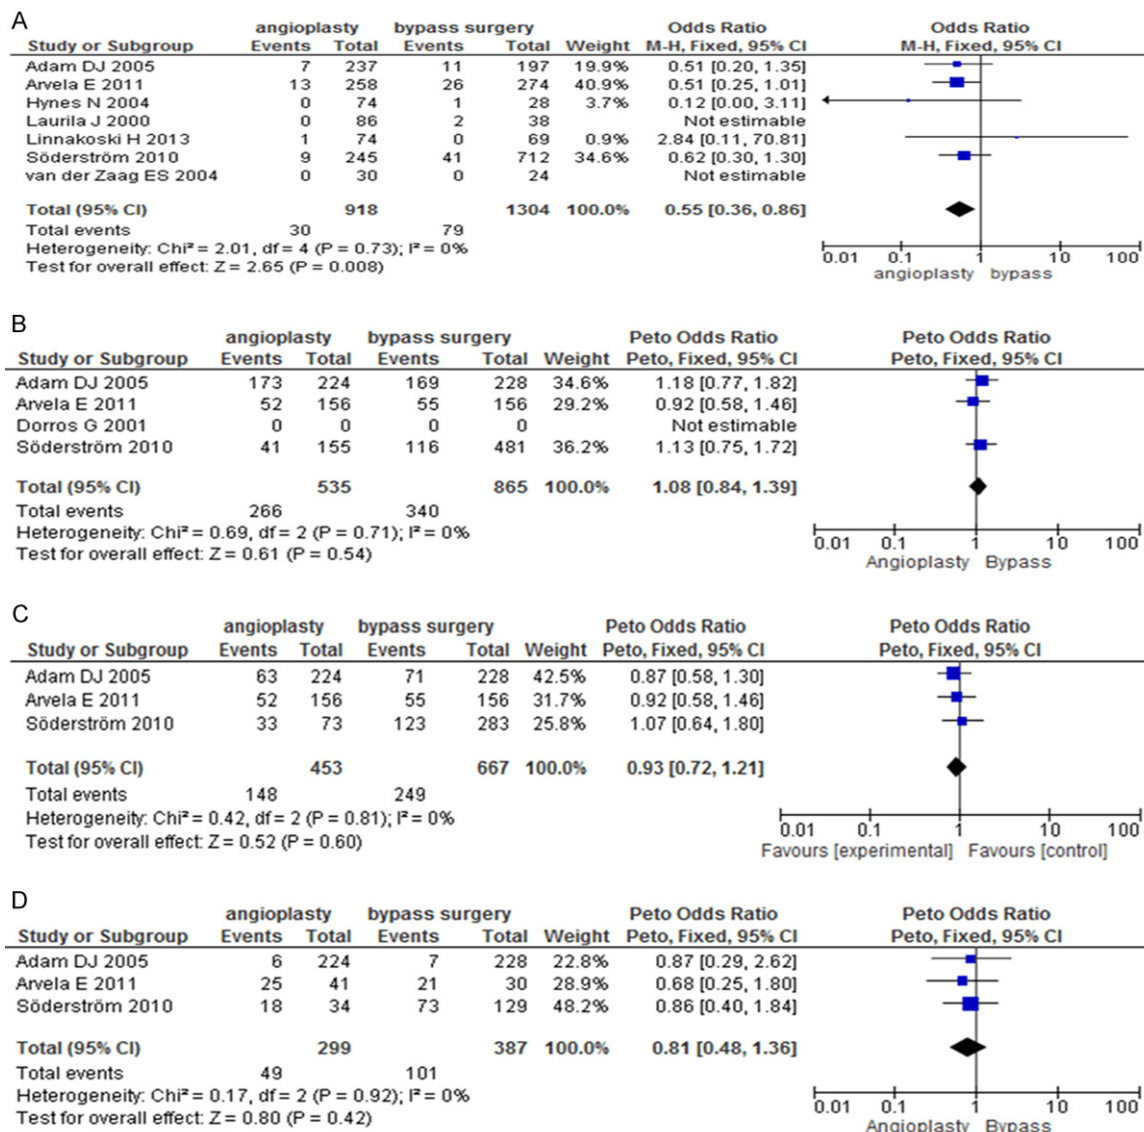 A
angioplasty bypass surgery Odds Ratio Odds Ratio
Study or Subgroup Events Total Events Total Weight M-H, Fixed, 95% CI M-H, Fixed, 95% CI
Adam DJ 2005 7 237 11 197 19.9% 0.51 [0.20, 1.35]
Arvela E 2011 13 258 26 274 40.9% 0.51 [0.25, 1.01]
Hynes N 2004 0 74 1 28 3.7% 0.12 [0.00, 3.11]
Laurila J 2000 0 86 2 38 Not estimable
Linnakoski H 2013 1 74 0 69 0.9% 2.84 [0.11, 70.81]
Söderström 2010 9 245 41 712 34.6% 0.62 [0.30, 1.30]
van der Zaag ES 2004 0 30 0 24 Not estimable
Total (95% CI) 918 1304 100.0% 0.55 [0.36, 0.86]
Total events 30 79
Heterogeneity: Chi² = 2.01, df = 4 (P = 0.73); I² = 0%
Test for overall effect: Z = 2.65 (P = 0.008)
0.01 0.1 1 10 100
angioplasty bypass
B
angioplasty bypass surgery Peto Odds Ratio Peto Odds Ratio
Study or Subgroup Events Total Events Total Weight Peto, Fixed, 95% CI Peto, Fixed, 95% CI
Adam DJ 2005 173 224 169 228 34.6% 1.18 [0.77, 1.82]
Arvela E 2011 52 156 55 156 29.2% 0.92 [0.58, 1.46]
Dorros G 2001 0 0 0 0 Not estimable
Söderström 2010 41 155 116 481 36.2% 1.13 [0.75, 1.72]
Total (95% CI) 535 865 100.0% 1.08 [0.84, 1.39]
Total events 266 340
Heterogeneity: Chi² = 0.69, df = 2 (P = 0.71); I² = 0%
Test for overall effect: Z = 0.61 (P = 0.54)
0.01 0.1 1 10 100
Angioplasty Bypass
C
angioplasty bypass surgery Peto Odds Ratio Peto Odds Ratio
Study or Subgroup Events Total Events Total Weight Peto, Fixed, 95% CI Peto, Fixed, 95% CI
Adam DJ 2005 63 224 71 228 42.5% 0.87 [0.58, 1.30]
Arvela E 2011 52 156 55 156 31.7% 0.92 [0.58, 1.46]
Söderström 2010 33 73 123 283 25.8% 1.07 [0.64, 1.80]
Total (95% CI) 453 667 100.0% 0.93 [0.72, 1.21]
Total events 148 249
Heterogeneity: Chi² = 0.42, df = 2 (P = 0.81); I² = 0%
Test for overall effect: Z = 0.52 (P = 0.60)
0.01 0.1 1 10 100
Favours [experimental] Favours [control]
D
angioplasty bypass surgery Peto Odds Ratio Peto Odds Ratio
Study or Subgroup Events Total Events Total Weight Peto, Fixed, 95% CI Peto, Fixed, 95% CI
Adam DJ 2005 6 224 7 228 22.8% 0.87 [0.29, 2.62]
Arvela E 2011 25 41 21 30 28.9% 0.68 [0.25, 1.80]
Söderström 2010 18 34 73 129 48.2% 0.86 [0.40, 1.84]
Total (95% CI) 299 387 100.0% 0.81 [0.48, 1.36]
Total events 49 101
Heterogeneity: Chi² = 0.17, df = 2 (P = 0.92); I² = 0%
Test for overall effect: Z = 0.80 (P = 0.42)
0.01 0.1 1 10 100
Angioplasty Bypass